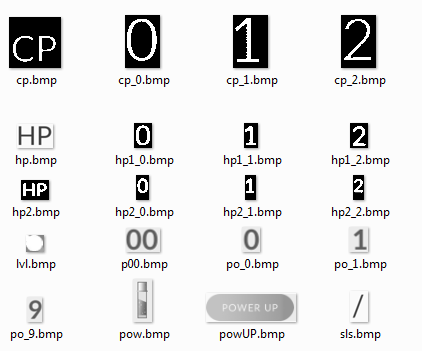 CP 0 1 2
cp.bmp cp_0.bmp cp_1.bmp cp_2.bmp
HP 0 1 2
hp.bmp hp1_0.bmp hp1_1.bmp hp1_2.bmp
HP 0 1 2
hp2.bmp hp2_0.bmp hp2_1.bmp hp2_2.bmp
00 0 1
lvl.bmp p00.bmp po_0.bmp po_1.bmp
9 POWER UP /
po_9.bmp pow.bmp powUP.bmp sls.bmp